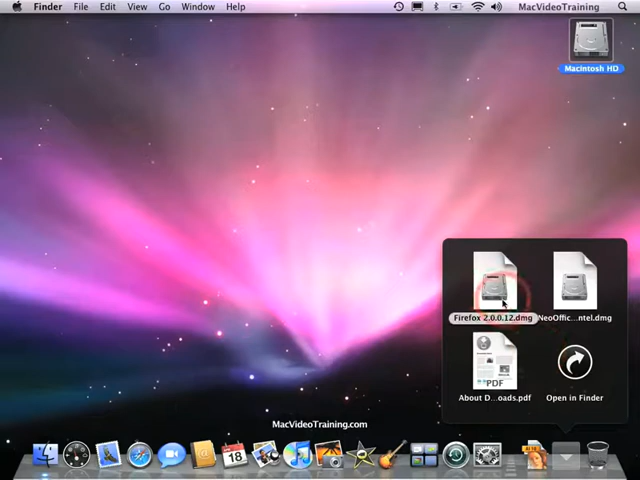 Finder File Edit View Go Window Help MacVideoTraining
Macintosh HD
Firefox 2.0.0.12.dmg NeoOffic...ntel.dmg
PDF
About D...oads.pdf Open in Finder
MacVideoTraining.com
18